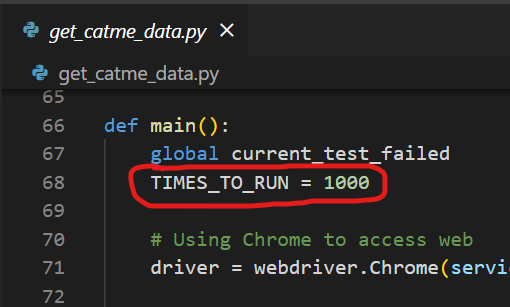 get_catme_data.py
get_catme_data.py
65
66 def main():
67 global current_test_failed
68 TIMES_TO_RUN = 1000
69
70 # Using Chrome to access web
71 driver = webdriver.Chrome(servi
72